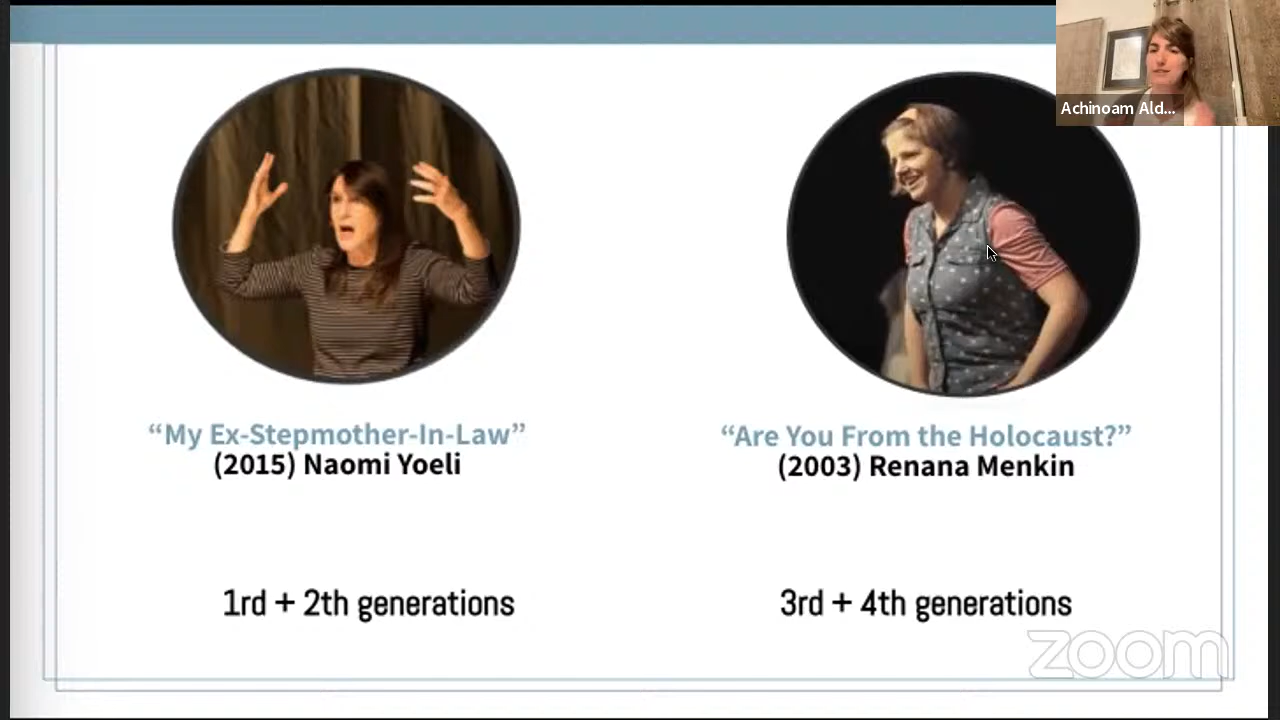 Achinoam Ald...
“My Ex-Stepmother-In-Law”
(2015) Naomi Yoeli
“Are You From the Holocaust?”
(2003) Renana Menkin
1rd + 2th generations
3rd + 4th generations
zoom